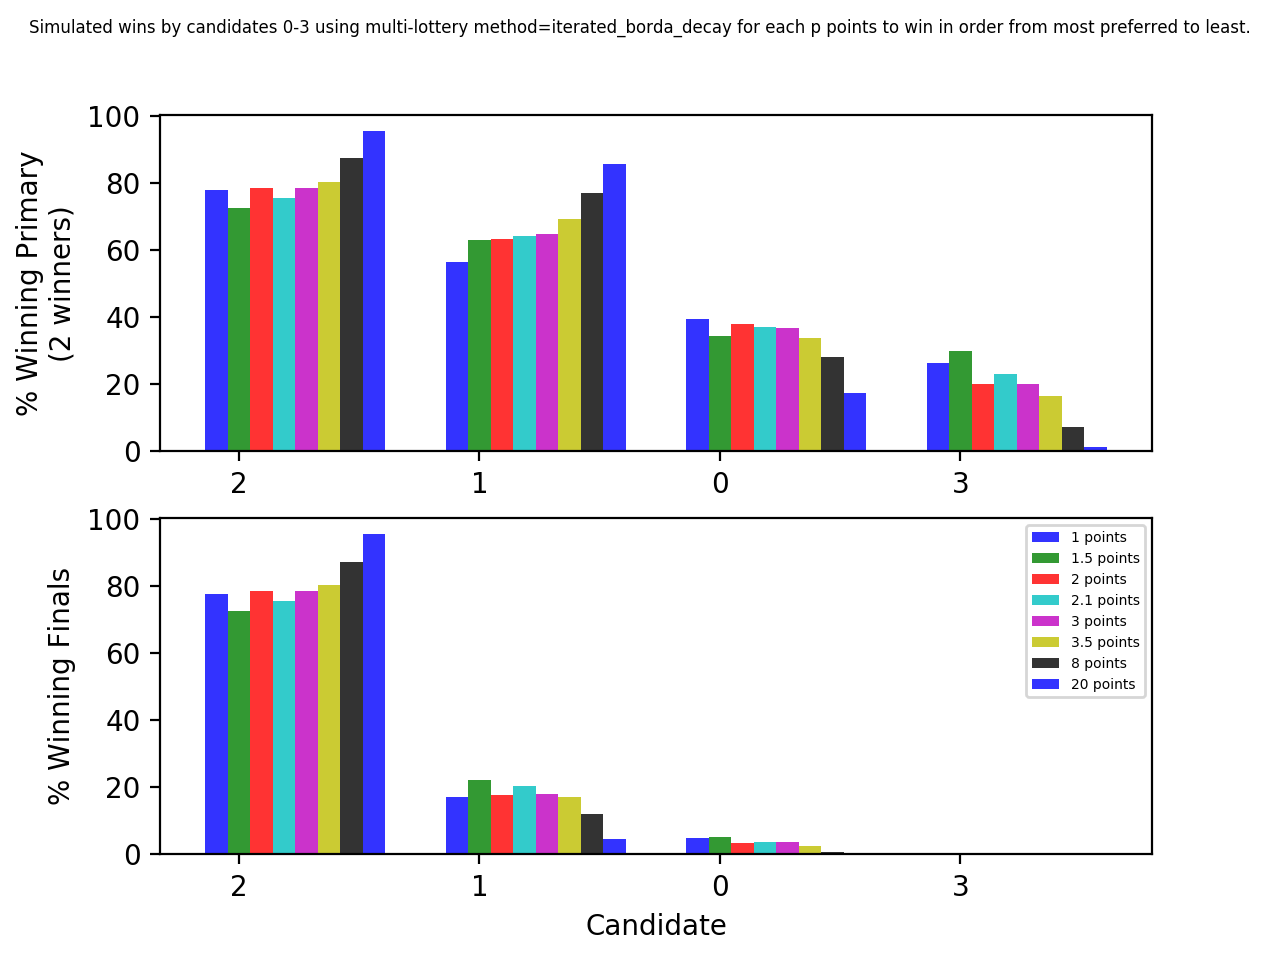 Simulated wins by candidates 0-3 using multi-lottery method=iterated_borda_decay for each p points to win in order from most preferred to least.
% Winning Primary
(2 winners)
100
80
60
40
20
0
2 1 0 3
% Winning Finals
100
80
60
40
20
0
1 points
1.5 points
2 points
2.1 points
3 points
3.5 points
8 points
20 points
2 1 0 3
Candidate